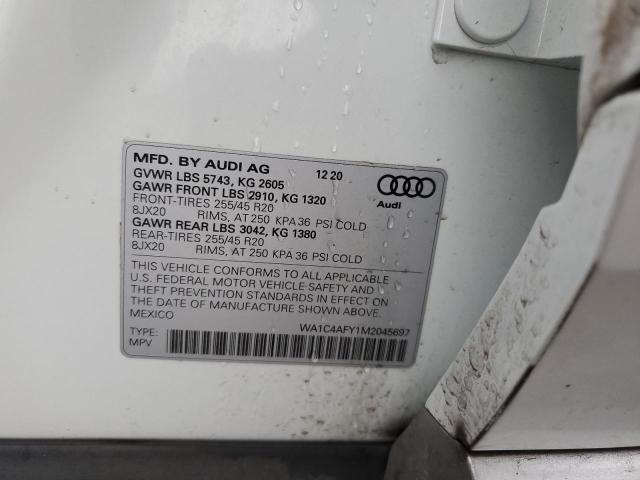 MFD. BY AUDI AG 12 20
GVWR LBS 5743, KG 2605
GAWR FRONT LBS 2910, KG 1320
FRONT-TIRES 255/45 R20
8JX20 RIMS, AT 250 KPA 36 PSI COLD
GAWR REAR LBS 3042, KG 1380
REAR-TIRES 255/45 R20
8JX20 RIMS, AT 250 KPA 36 PSI COLD
Audi
THIS VEHICLE CONFORMS TO ALL APPLICABLE
U.S. FEDERAL MOTOR VEHICLE SAFETY AND
THEFT PREVENTION STANDARDS IN EFFECT ON
THE DATE OF MANUFACTURE SHOWN ABOVE.
MEXICO
WA1C4AFY1M2045697
TYPE:
MPV